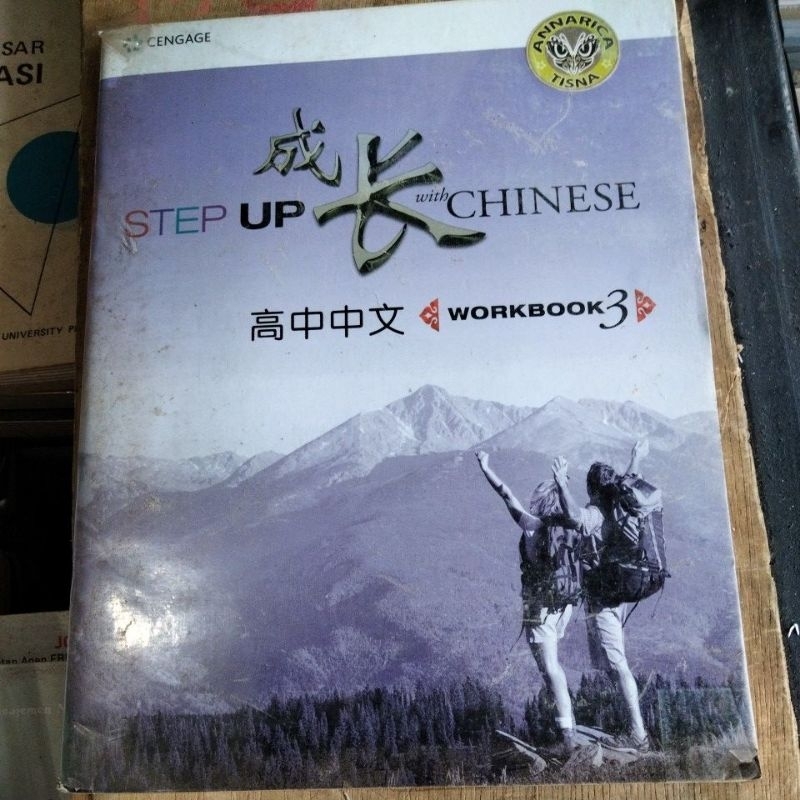 CENGAGE
ANNARICA
TISNA
成长
STEP UP with CHINESE
高中中文 WORKBOOK 3
SAR
ASI
UNIVERSITY